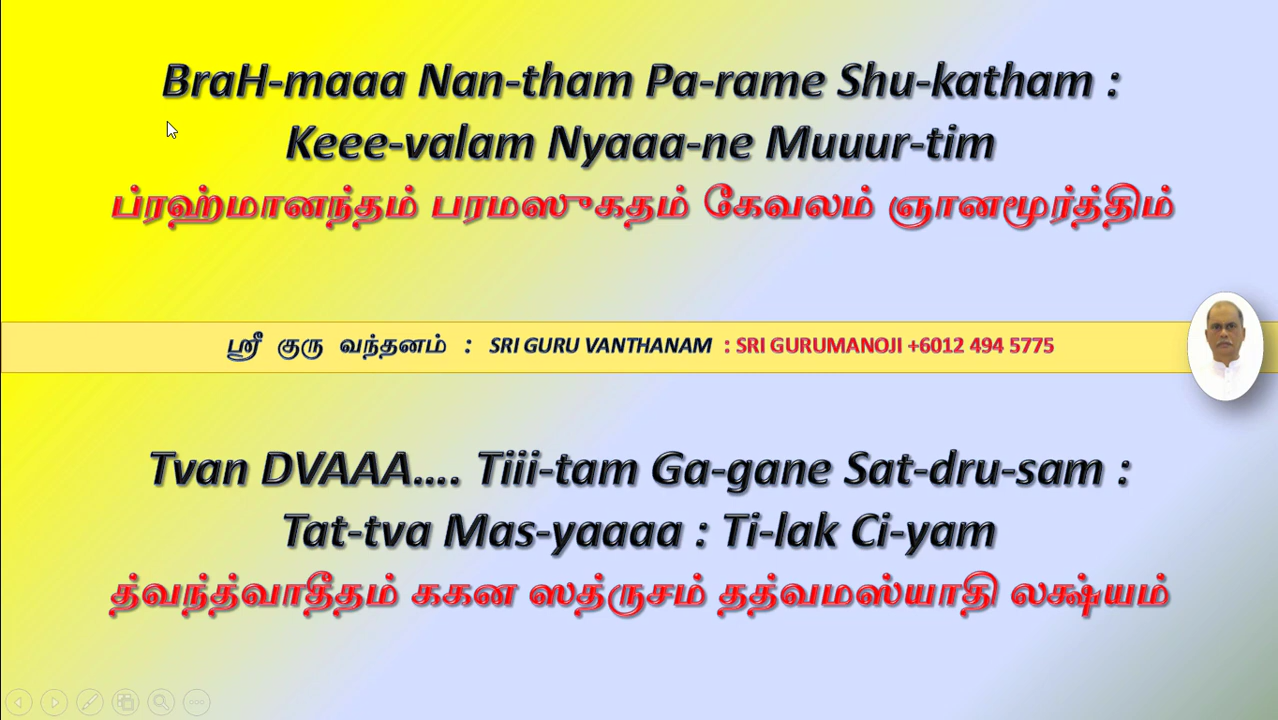 BraH-maaa Nan-tham Pa-rame Shu-katham :
Keee-valam Nyaaa-ne Muuur-tim
ப்ரஹ்மானந்தம் பரமஸுகதம் கேவலம் ஞானமூர்த்திம்
ஸ்ரீ குரு வந்தனம் : SRI GURU VANTHANAM : SRI GURUMANOJI +6012 494 5775
Tvan DVAAA.... Tiii-tam Ga-gane Sat-dru-sam :
Tat-tva Mas-yaaaa : Ti-lak Ci-yam
த்வந்த்வாதீதம் ககன ஸத்ருசம் தத்வமஸ்யாதி லக்ஷ்யம்